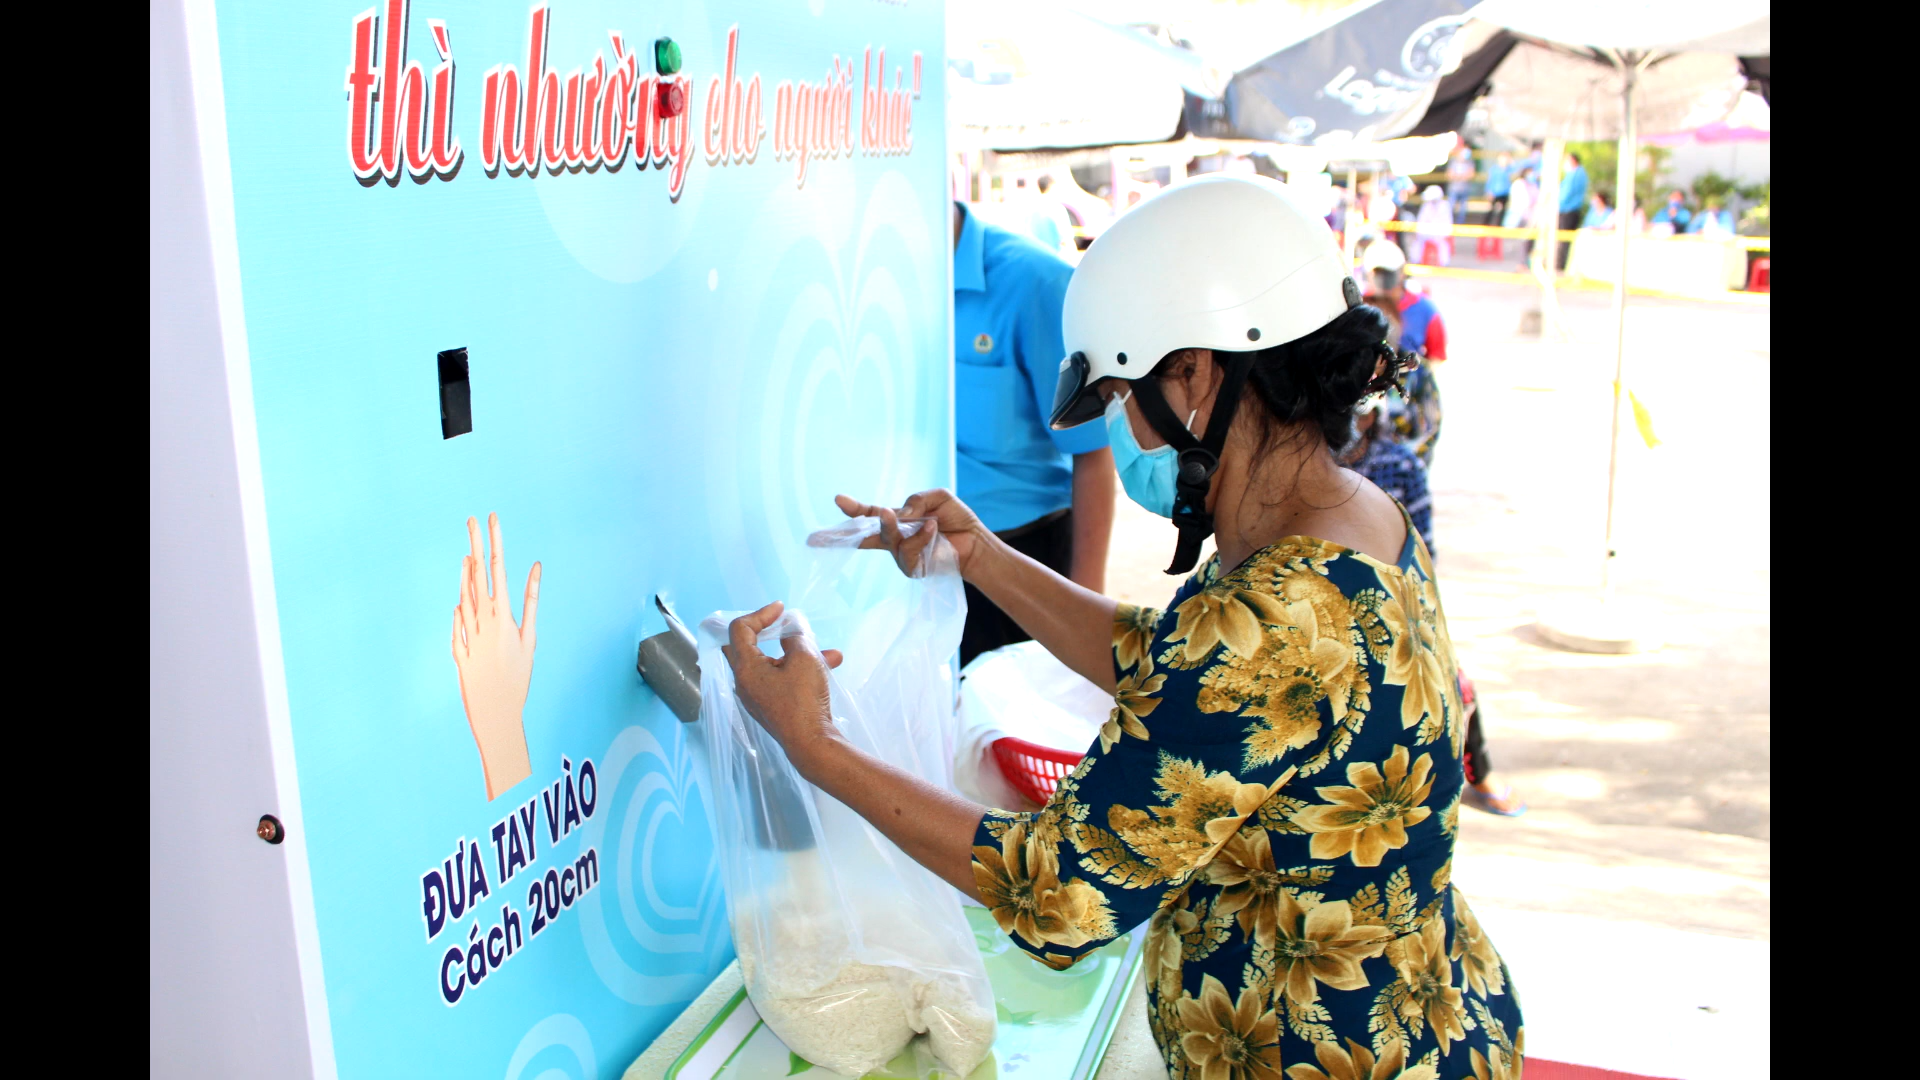 thì nhường cho người khác"
ĐƯA TAY VÀO
Cách 20cm